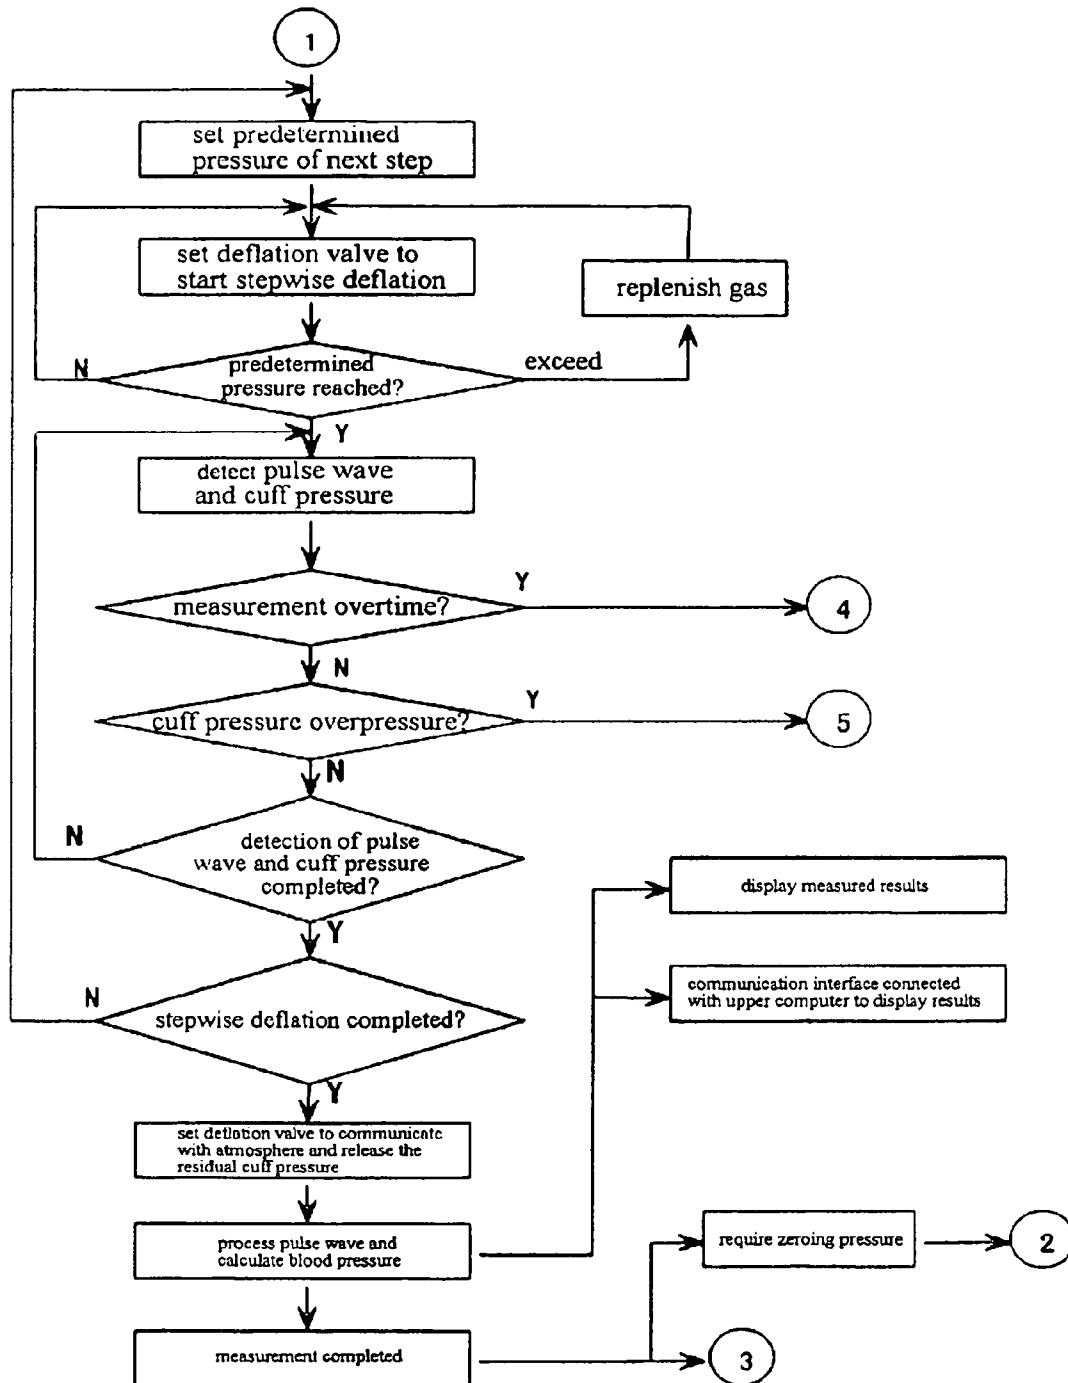 1
set predetermined
pressure of next step
set deflation valve to
start stepwise deflation
replenish gas
N
predetermined
pressure reached?
exceed
Y
detect pulse wave
and cuff pressure
Y
measurement overtime?
4
N
Y
cuff pressure overpressure?
5
N
N
detection of pulse
wave and cuff pressure
completed?
display measured results
Y
communication interface connected
with upper computer to display results
N
stepwise deflation completed?
Y
set deflation valve to communicate
with atmosphere and release the
residual cuff pressure
process pulse wave and
calculate blood pressure
require zeroing pressure
2
measurement completed
3